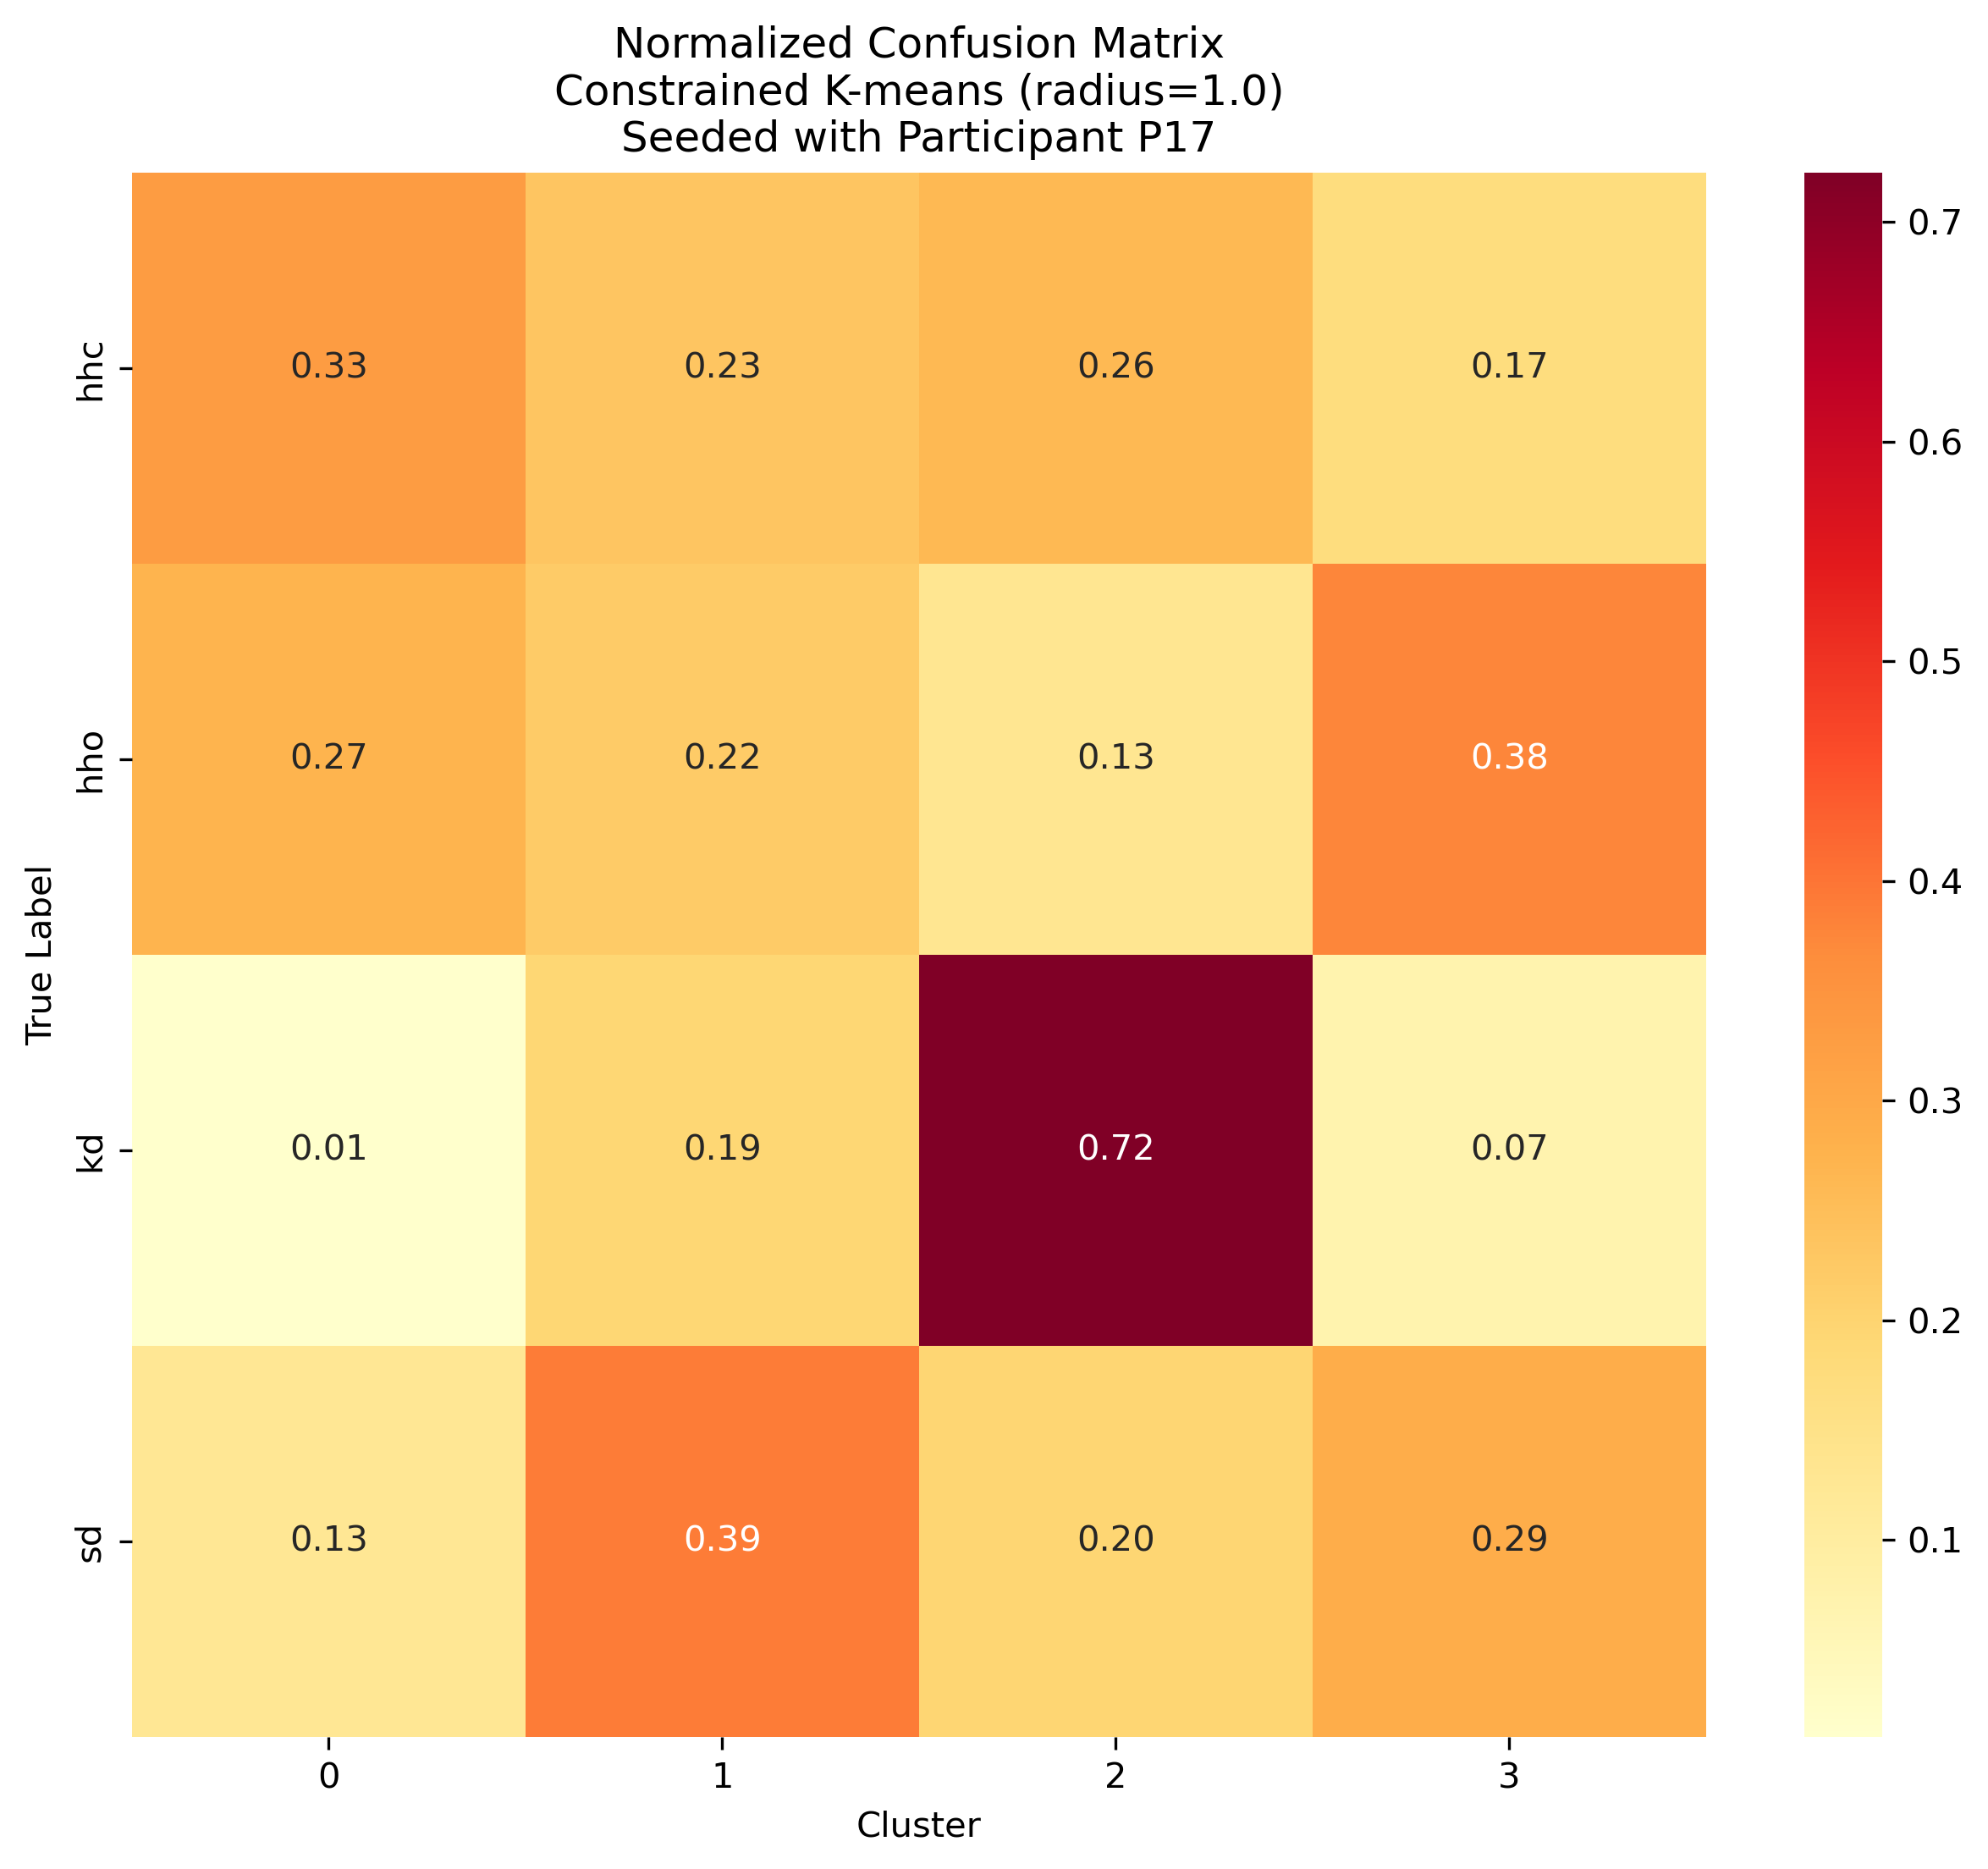 Normalized Confusion Matrix
Constrained K-means (radius=1.0)
Seeded with Participant P17
True Label
hhc
0.33 0.23 0.26 0.17
hho
0.27 0.22 0.13 0.38
kd
0.01 0.19 0.72 0.07
sd
0.13 0.39 0.20 0.29
0 1 2 3
Cluster
0.7
0.6
0.5
0.4
0.3
0.2
0.1